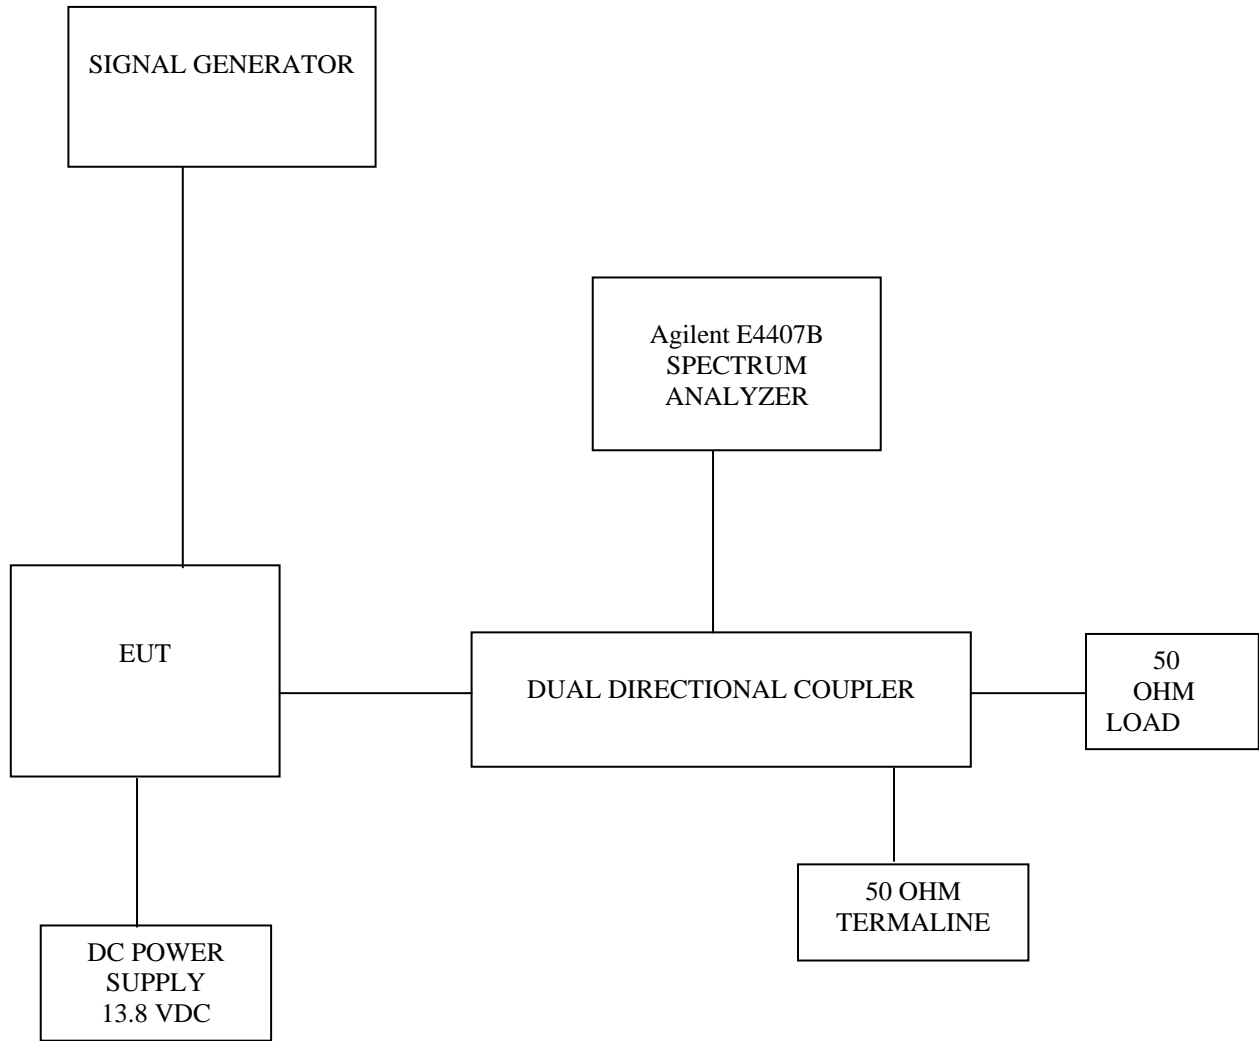 SIGNAL GENERATOR
Agilent E4407B
SPECTRUM
ANALYZER
EUT
DUAL DIRECTIONAL COUPLER
50
OHM
LOAD
50 OHM
TERMALINE
DC POWER
SUPPLY
13.8 VDC